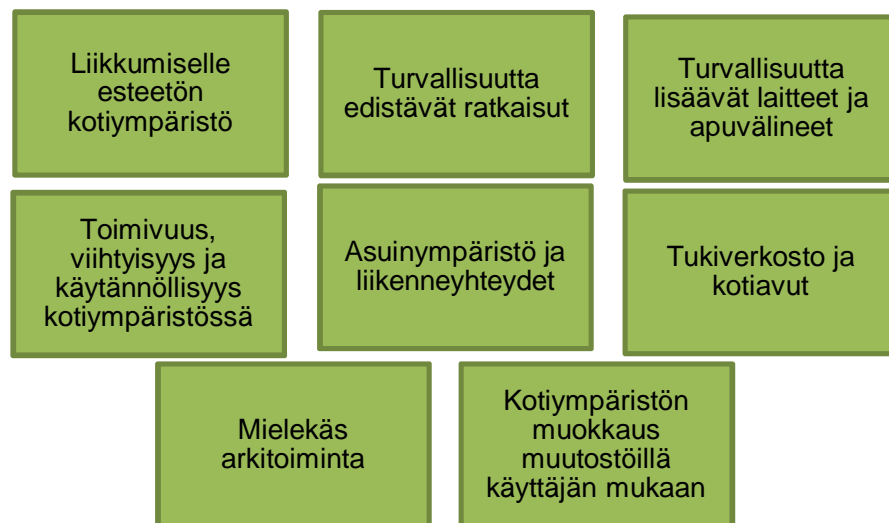 Liikkumiselle
esteetön
kotiympäristö
Turvallisuutta
edistävät ratkaisut
Turvallisuutta
lisäävät laitteet ja
apuvälineet
Toimivuus,
viihtyisyys ja
käytännöllisyys
kotiympäristössä
Asuinympäristö ja
liikenneyhteydet
Tukiverkosto ja
kotiavut
Mielekäs
arkitoiminta
Kotiympäristön
muokkaus
muutostöillä
käyttäjän mukaan